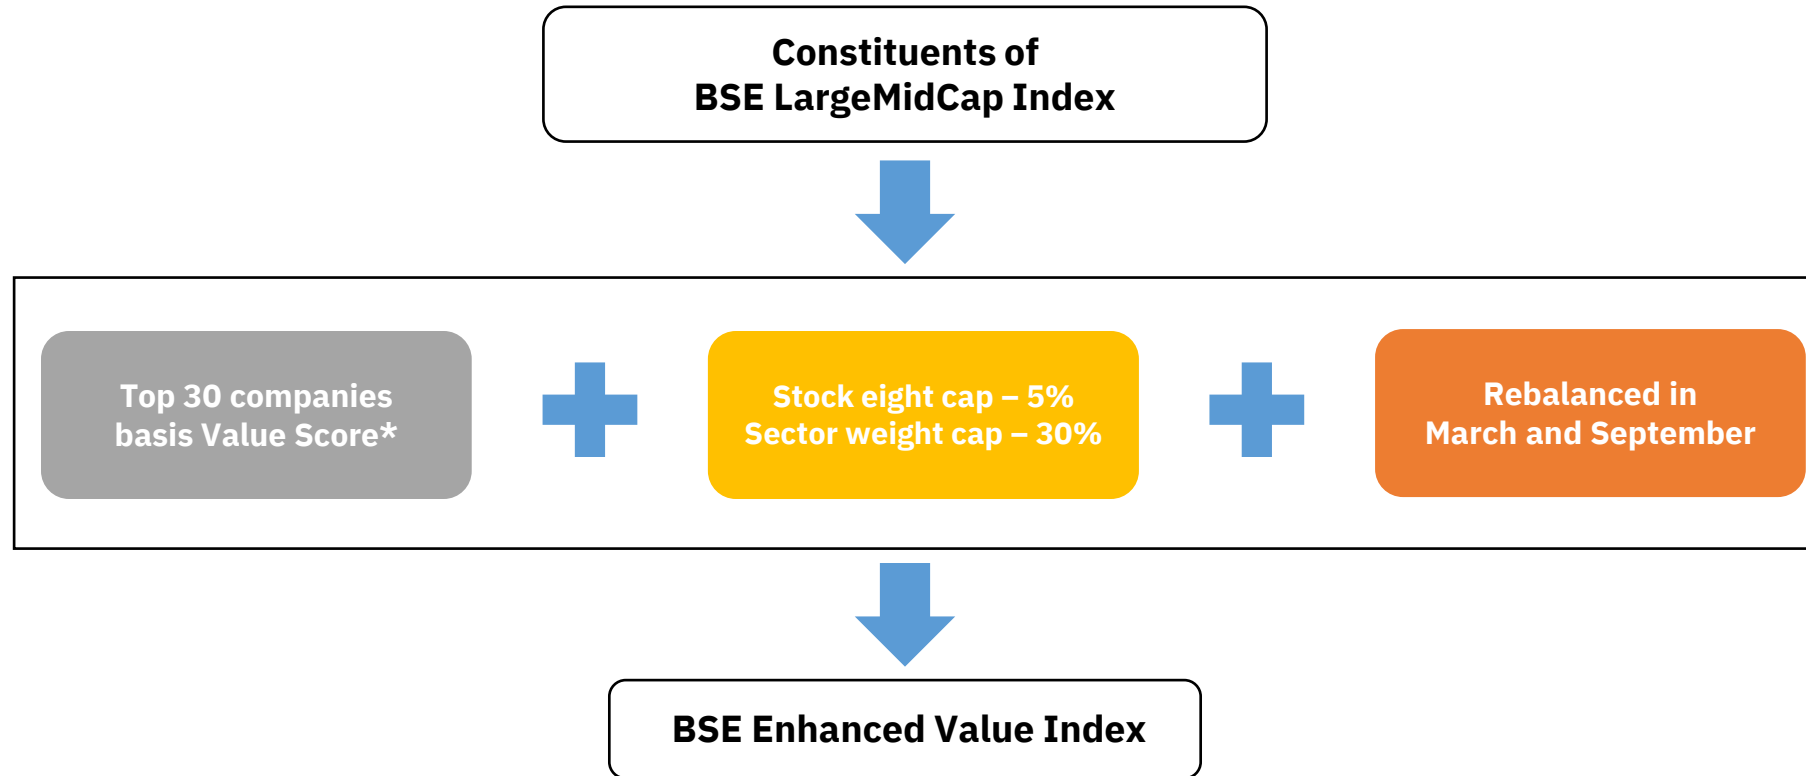 Constituents of
BSE LargeMidCap Index
Top 30 companies
basis Value Score*
Stock eight cap – 5%
Sector weight cap – 30%
Rebalanced in
March and September
BSE Enhanced Value Index